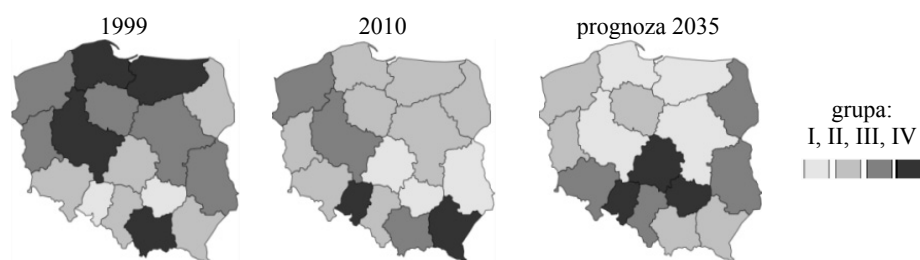 1999
2010
prognoza 2035
grupa:
I, II, III, IV